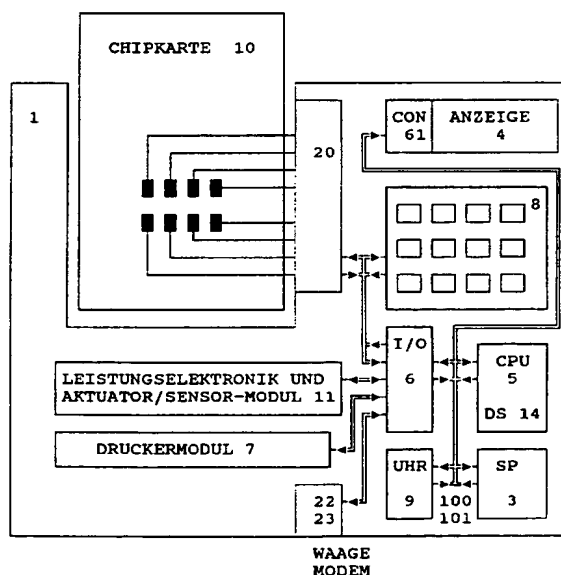 CHIPKARTE 10
1
CON ANZEIGE
61 4
20
8
I/O
6
CPU
5
DS 14
LEISTUNGSELEKTRONIK UND
AKTUATOR/SENSOR-MODUL 11
DRUCKERMODUL 7
UHR
9
100
101
SP
3
22
23
WAAGE
MODEM